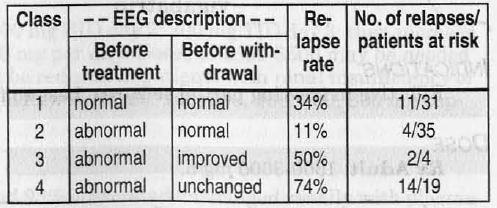 Class – – EEG description – – Re- No. of relapses/
Before Before with- lapse patients at risk
treatment drawal rate
1 normal normal 34% 11/31
2 abnormal normal 11% 4/35
3 abnormal improved 50% 2/4
4 abnormal unchanged 74% 14/19